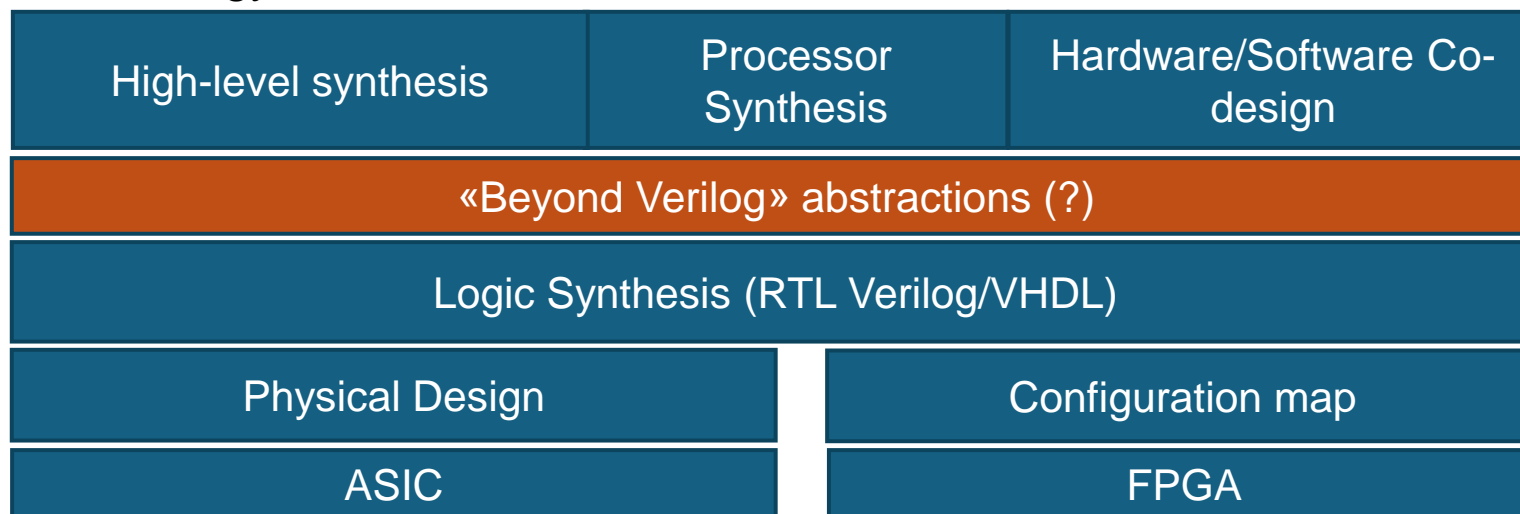 High-level synthesis
Processor
Synthesis
Hardware/Software Co-
design
«Beyond Verilog» abstractions (?)
Logic Synthesis (RTL Verilog/VHDL)
Physical Design
Configuration map
ASIC
FPGA